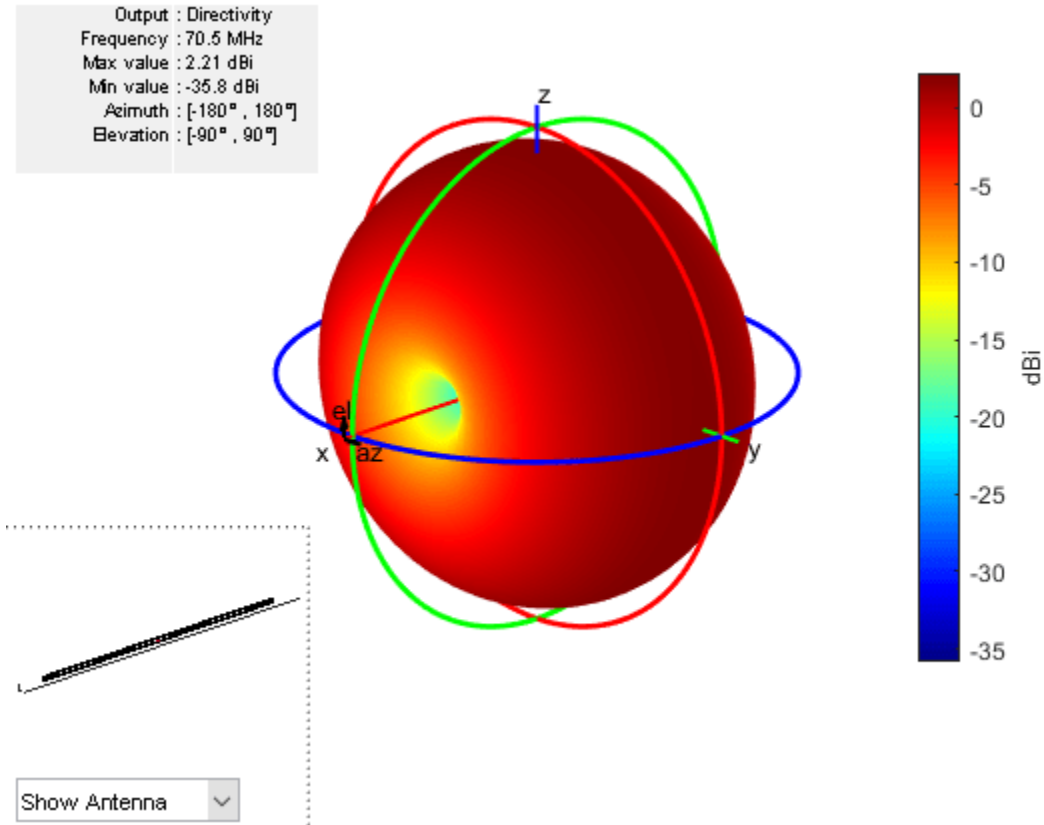 Output : Directivity
Frequency : 70.5 MHz
Max value : 2.21 dBi
Min value : -35.8 dBi
Azimuth : [-180° , 180°]
Elevation : [-90° , 90°]
z
el
x
az
y
0
-5
-10
-15
-20
-25
-30
-35
dBi
Show Antenna